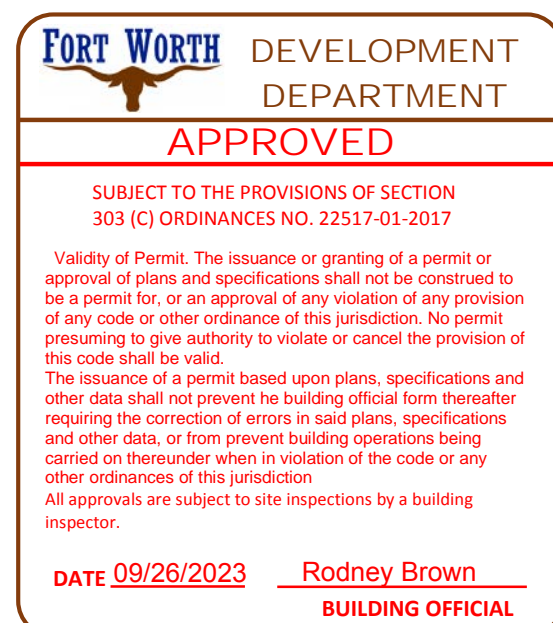 FORT WORTH
DEVELOPMENT
DEPARTMENT
APPROVED
SUBJECT TO THE PROVISIONS OF SECTION
303 (C) ORDINANCES NO. 22517-01-2017
Validity of Permit. The issuance or granting of a permit or
approval of plans and specifications shall not be construed to
be a permit for, or an approval of any violation of any provision
of any code or other ordinance of this jurisdiction. No permit
presuming to give authority to violate or cancel the provision of
this code shall be valid.
The issuance of a permit based upon plans, specifications and
other data shall not prevent he building official form thereafter
requiring the correction of errors in said plans, specifications
and other data, or from prevent building operations being
carried on thereunder when in violation of the code or any
other ordinances of this jurisdiction
All approvals are subject to site inspections by a building
inspector.
DATE 09/26/2023 Rodney Brown
BUILDING OFFICIAL